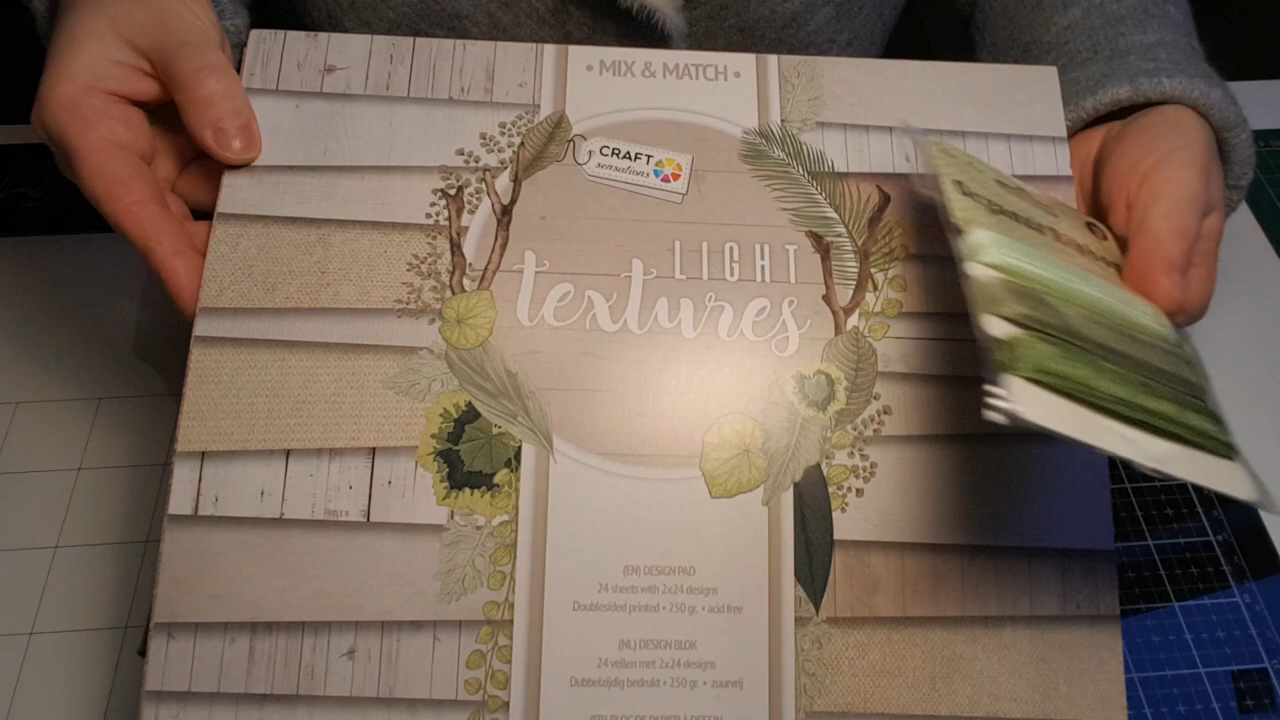 • MIX & MATCH •
CRAFT
sensations
LIGHT
textures
(EN) DESIGN PAD
24 sheets with 2x24 designs
Doublesided printed • 250 gr. • acid free
(NL) DESIGN BLOK
24 vellen met 2x24 designs
Dubbelzijdig bedrukt • 250 gr. • zuurvrij